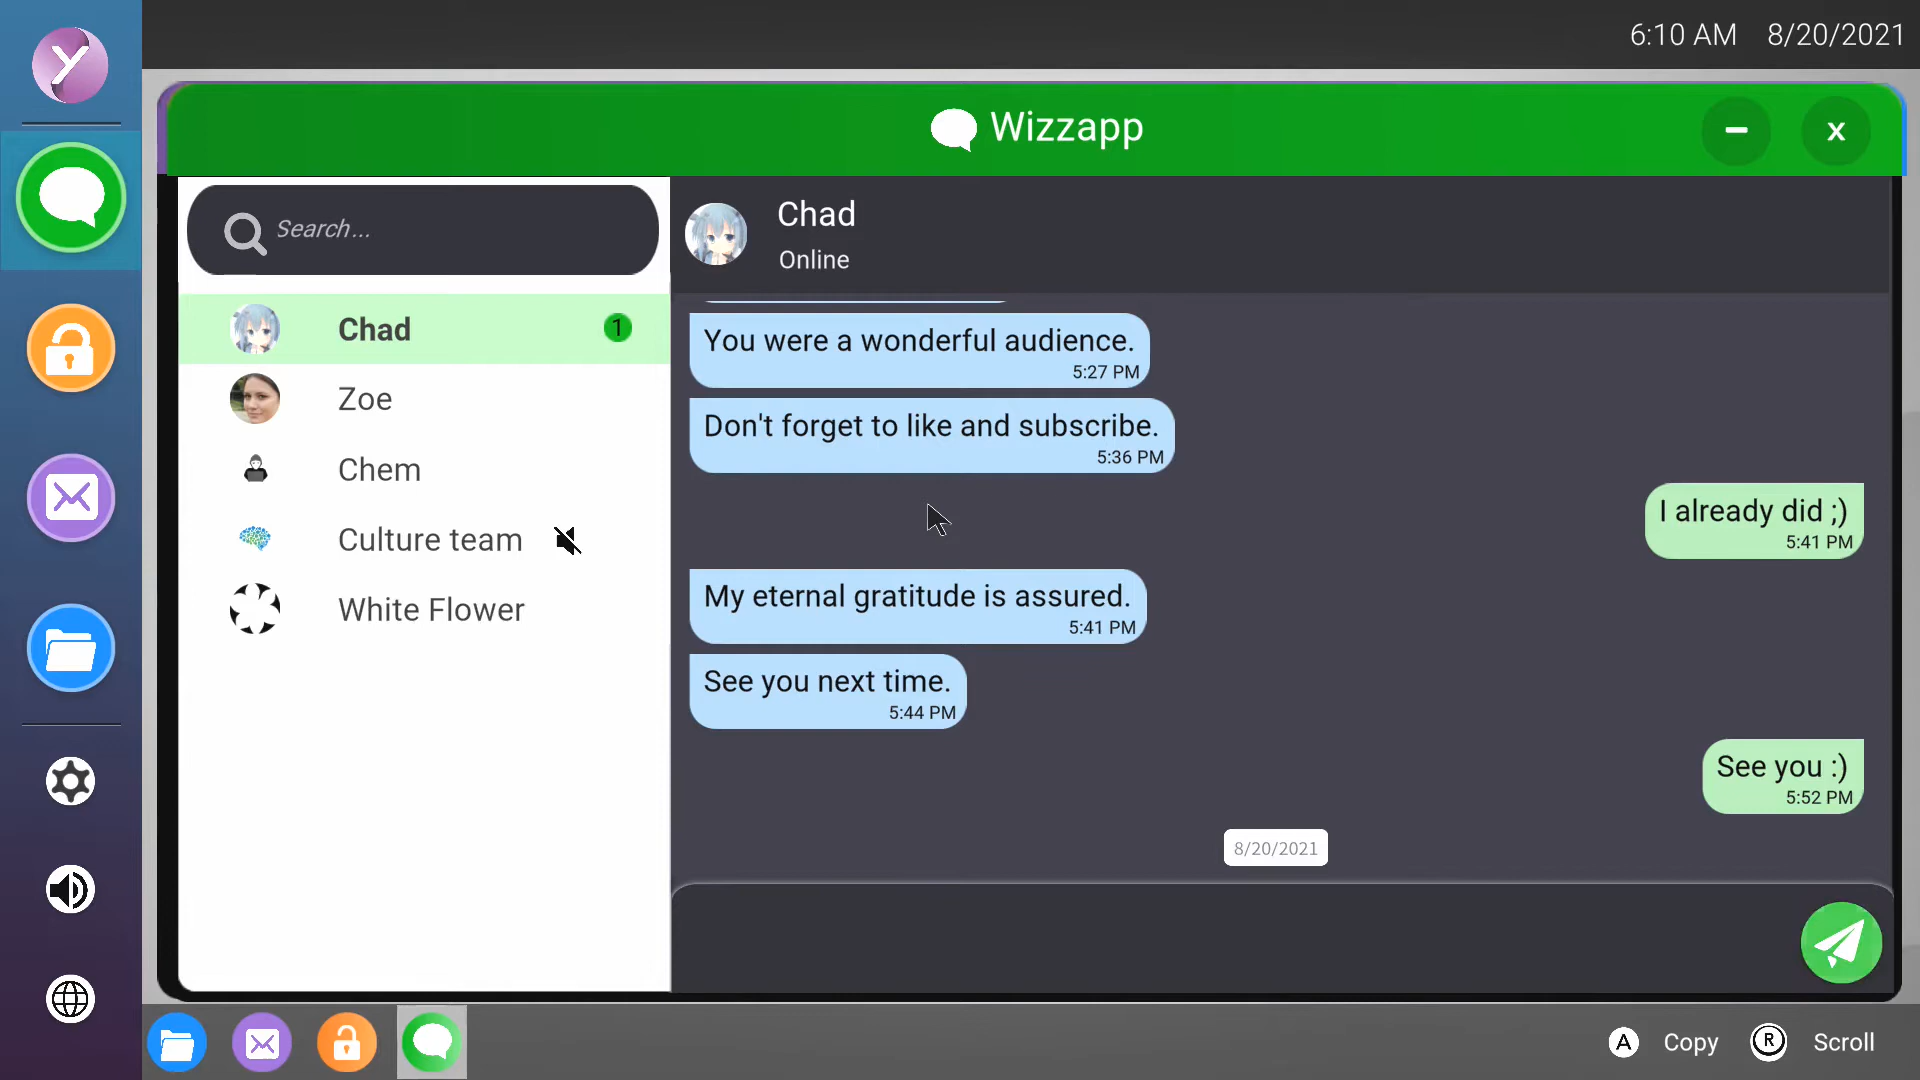 6:10 AM 8/20/2021
Wizzapp
x
Search...
Chad
Online
Chad 1
Zoe
Chem
Culture team
White Flower
You were a wonderful audience.
5:27 PM
Don't forget to like and subscribe.
5:36 PM
I already did ;)
5:41 PM
My eternal gratitude is assured.
5:41 PM
See you next time.
5:44 PM
See you :)
5:52 PM
8/20/2021
A Copy R Scroll
Y